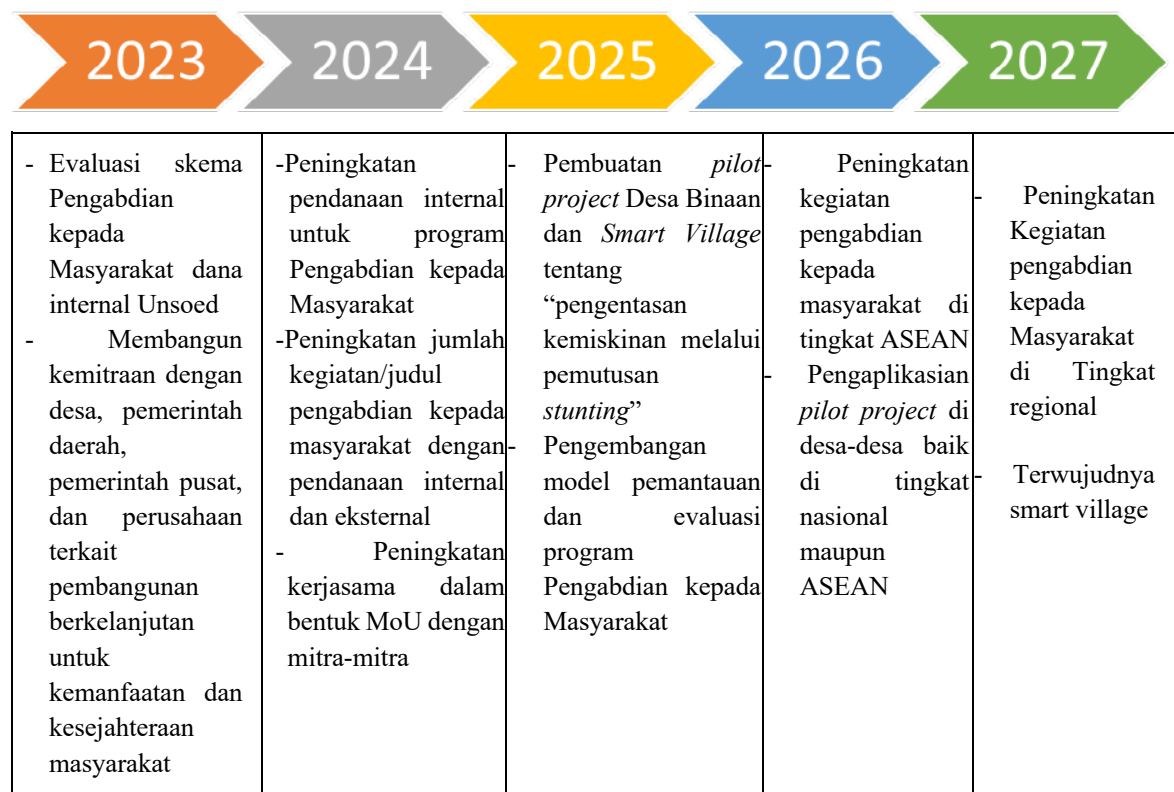 2023
2024
2025
2026
2027
- Evaluasi skema
Pengabdian
kepada
Masyarakat dana
internal Unsoed
- Membangun
kemitraan dengan
desa, pemerintah
daerah,
pemerintah pusat,
dan perusahaan
terkait
pembangunan
berkelanjutan
untuk
kemanfaatan dan
kesejahteraan
masyarakat
-Peningkatan
pendanaan internal
untuk program
Pengabdian kepada
Masyarakat
-Peningkatan jumlah
kegiatan/judul
pengabdian kepada
masyarakat dengan
pendanaan internal
dan eksternal
- Peningkatan
kerjasama dalam
bentuk MoU dengan
mitra-mitra
- Pembuatan pilot
project Desa Binaan
dan Smart Village
tentang
“pengentasan
kemiskinan melalui
pemutusan
stunting”
- Pengembangan
model pemantauan
dan evaluasi
program
Pengabdian kepada
Masyarakat
- Peningkatan
kegiatan
pengabdian
kepada
masyarakat di
tingkat ASEAN
- Pengaplikasian
pilot project di
desa-desa baik
di tingkat
nasional
maupun
ASEAN
- Peningkatan
Kegiatan
pengabdian
kepada
Masyarakat
di Tingkat
regional
- Terwujudnya
smart village